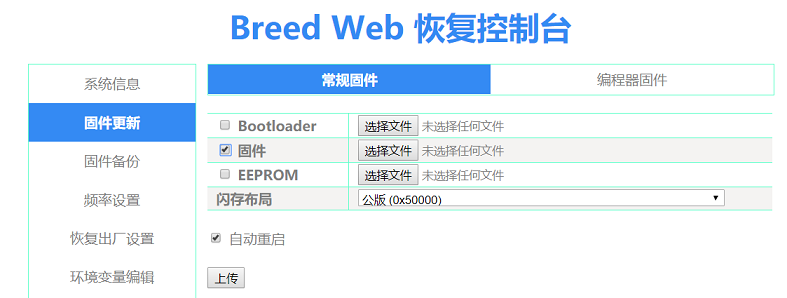 Breed Web 恢复控制台
系统信息
固件更新
固件备份
频率设置
恢复出厂设置
环境变量编辑
常规固件 编程器固件
Bootloader 选择文件 未选择任何文件
固件 选择文件 未选择任何文件
EEPROM 选择文件 未选择任何文件
闪存布局 公版 (0x50000)
自动重启
上传